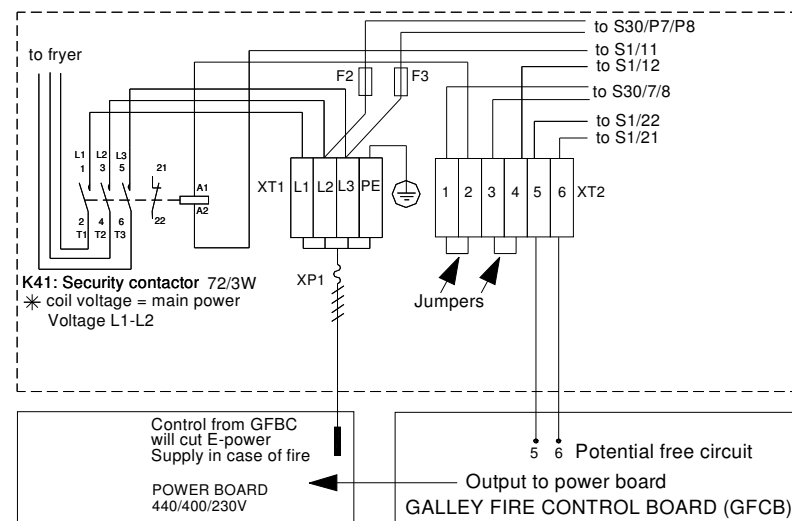 to S30/P7/P8
to fryer
to S1/11
to S1/12
F2
F3
to S30/7/8
to S1/22
to S1/21
L1 L2 L3
1 3 5
21
A1
A2
22
2 4 6
T1 T2 T3
XT1
L1 L2 L3 PE
1 2 3 4 5 6
XT2
K41: Security contactor 72/3W
coil voltage = main power
Voltage L1-L2
XP1
Jumpers
Control from GFBC
will cut E-power
Supply in case of fire
POWER BOARD
440/400/230V
5 6 Potential free circuit
Output to power board
GALLEY FIRE CONTROL BOARD (GFCB)